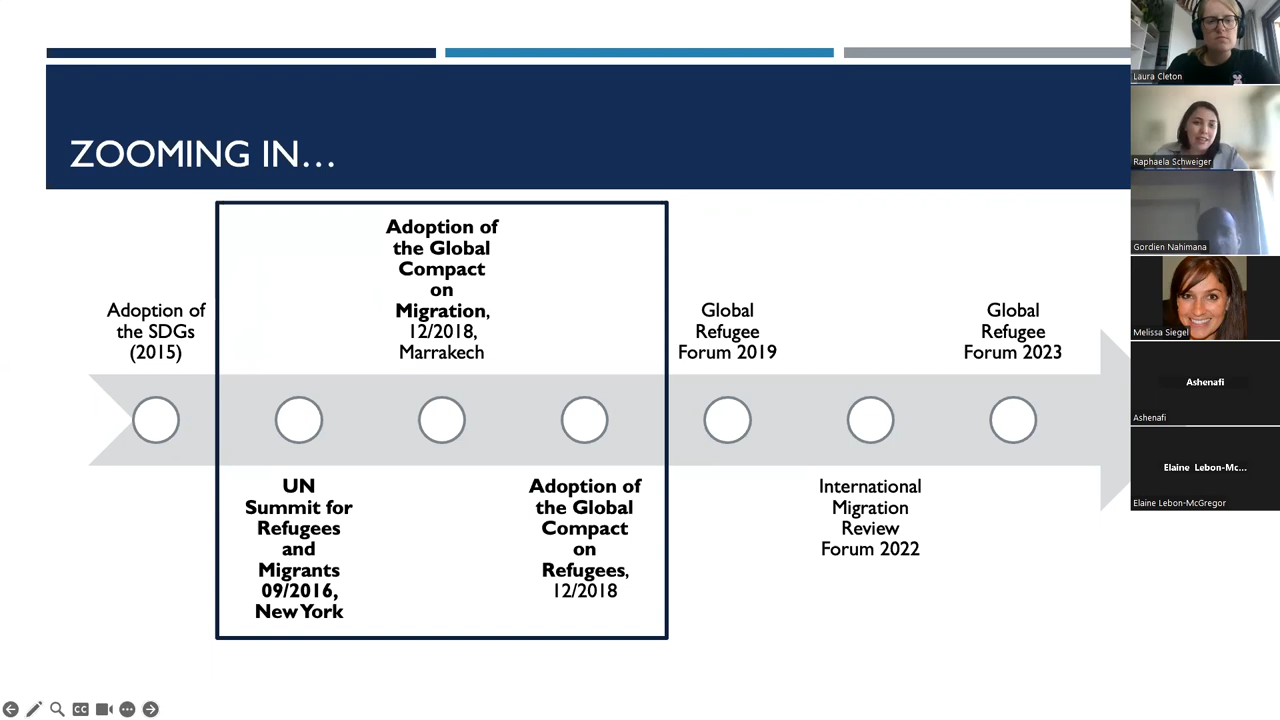 ZOOMING IN…
Adoption of
the SDGs
(2015)
UN
Summit for
Refugees
and
Migrants
09/2016,
New York
Adoption of
the Global
Compact
on
Migration,
12/2018,
Marrakech
Adoption of
the Global
Compact
on
Refugees,
12/2018
Global
Refugee
Forum 2019
International
Migration
Review
Forum 2022
Global
Refugee
Forum 2023
Laura Cleton
Raphaela Schweiger
Gordien Nahimana
Melissa Siegel
Ashenafi
Ashenafi
Elaine Lebon-Mc...
Elaine Lebon-McGregor
CC